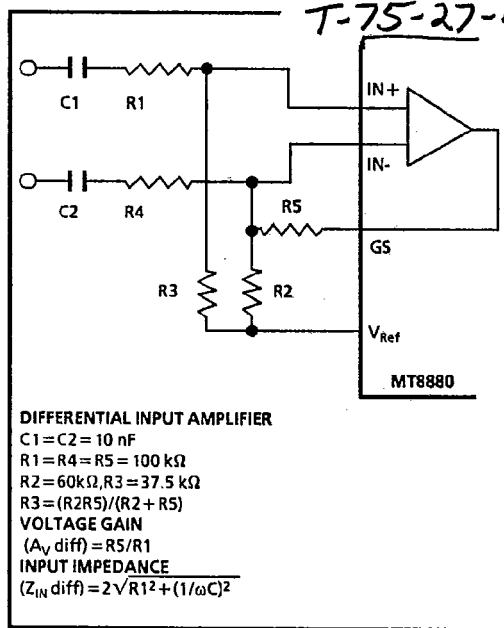 T-75-27-
C1 R1 IN+
IN-
C2 R4 R5
GS
R3 R2
VRef
MT8880
DIFFERENTIAL INPUT AMPLIFIER
C1=C2=10 nF
R1=R4=R5=100 kΩ
R2=60kΩ,R3=37.5 kΩ
R3=(R2R5)/(R2+R5)
VOLTAGE GAIN
(AV diff)=R5/R1
INPUT IMPEDANCE
(ZIN diff)=2√R1²+(1/ωC)²